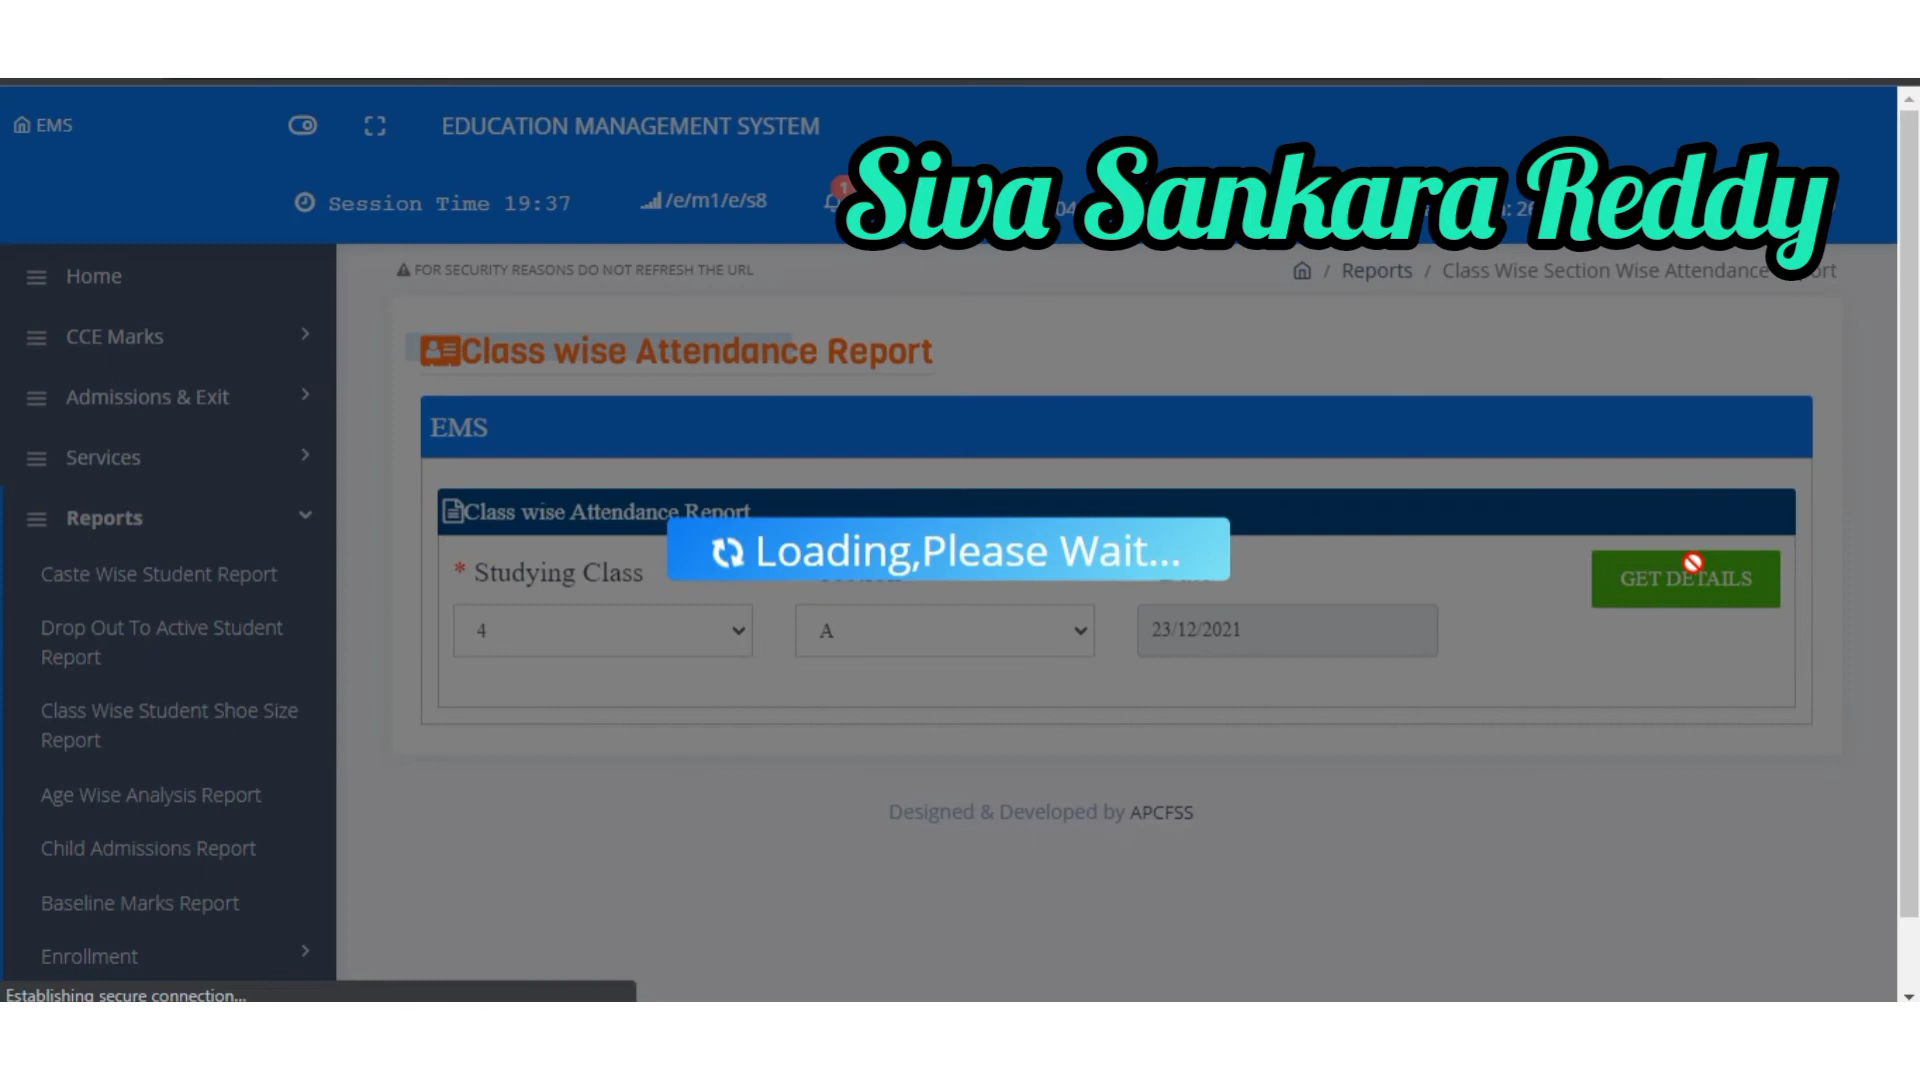 EMS
EDUCATION MANAGEMENT SYSTEM
Siva Sankara Reddy
Session Time 19:37
/e/m1/e/s8
1
FOR SECURITY REASONS DO NOT REFRESH THE URL
/ Reports / Class Wise Section Wise Attendance
Home
CCE Marks
Admissions & Exit
Services
Reports
Caste Wise Student Report
Drop Out To Active Student
Report
Class Wise Student Shoe Size
Report
Age Wise Analysis Report
Child Admissions Report
Baseline Marks Report
Enrollment
Class wise Attendance Report
EMS
Class wise Attendance Report
Loading,Please Wait...
* Studying Class
GET DETAILS
4
A
23/12/2021
Designed & Developed by APCFSS
Establishing secure connection...